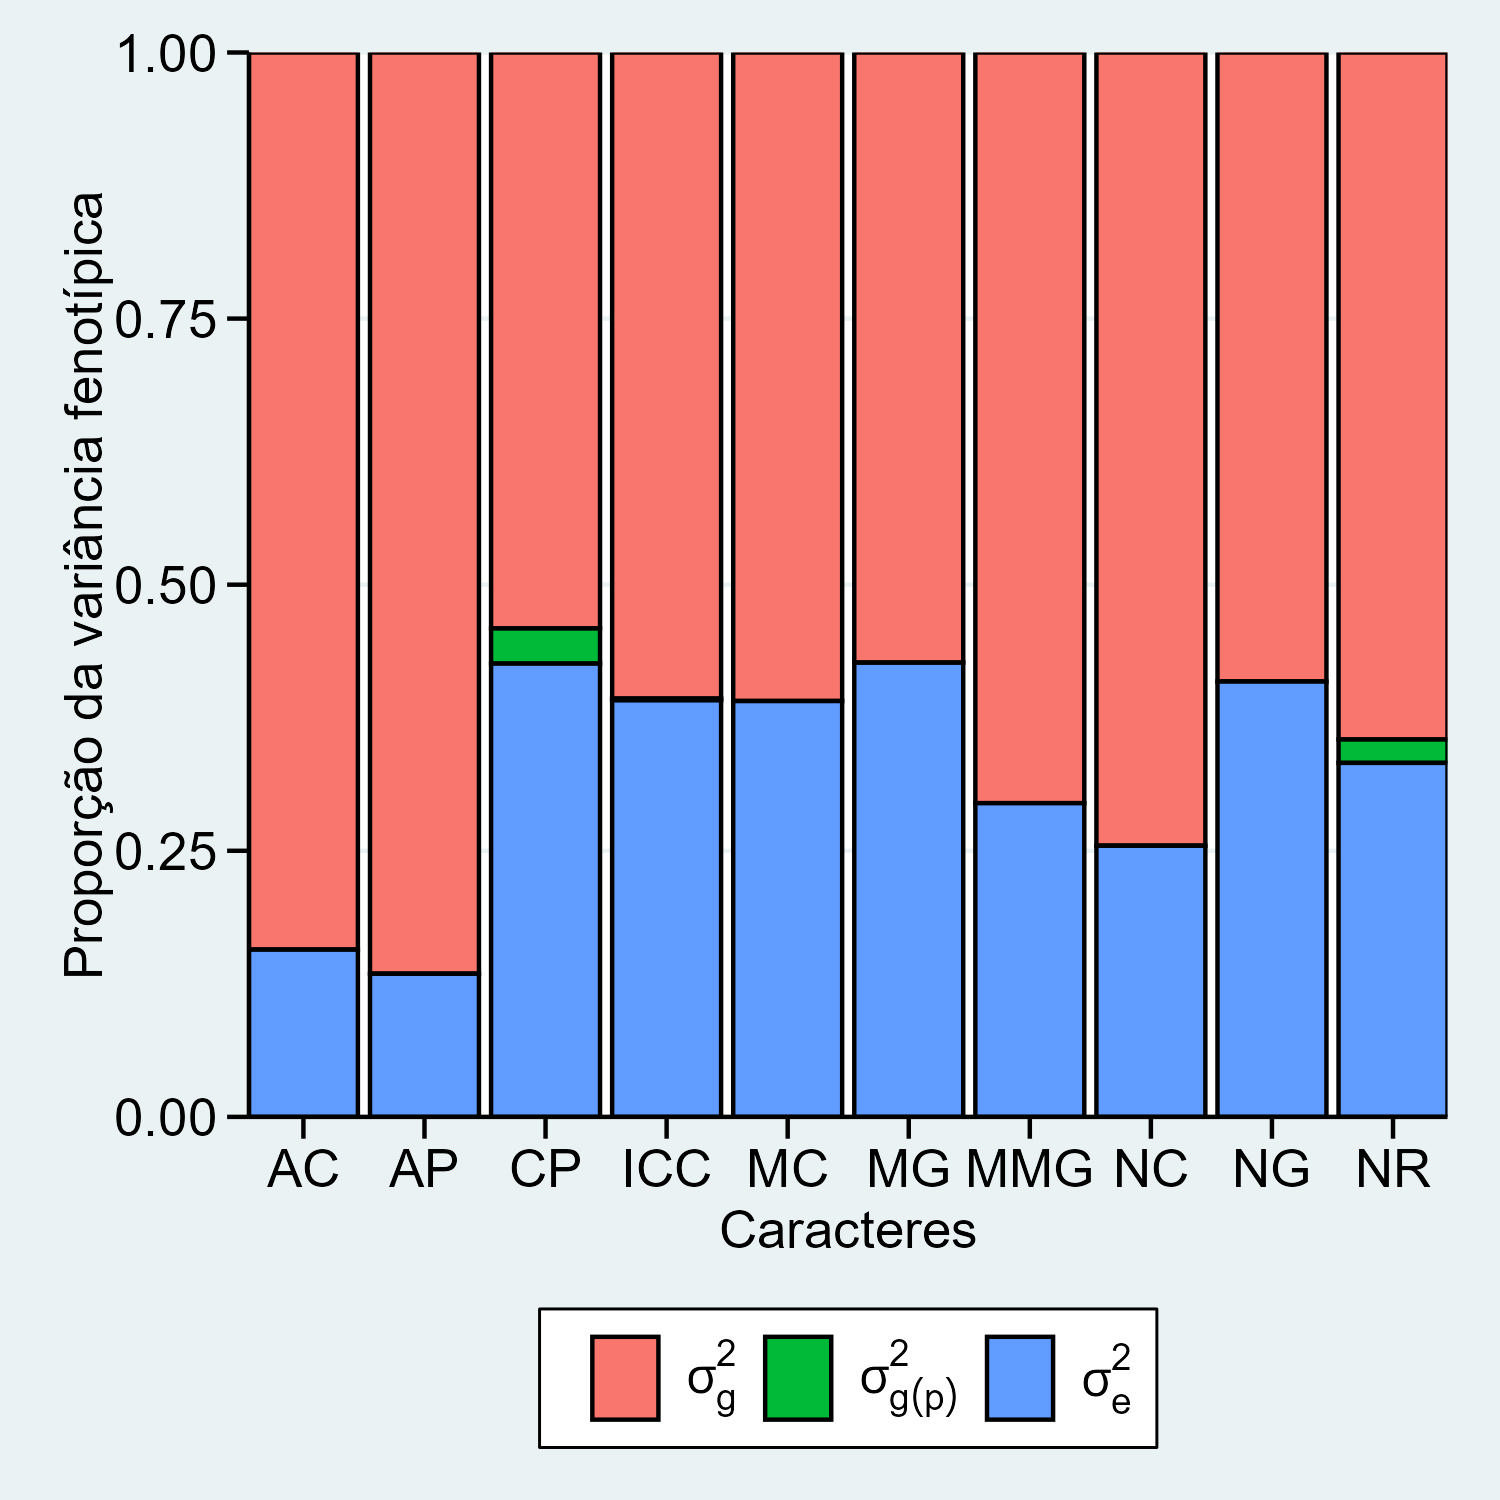 Proporção da variância fenotípica
1.00
0.75
0.50
0.25
0.00
AC AP CP ICC MC MG MMG NC NG NR
Caracteres
σ²g σ²g(p) σ²e